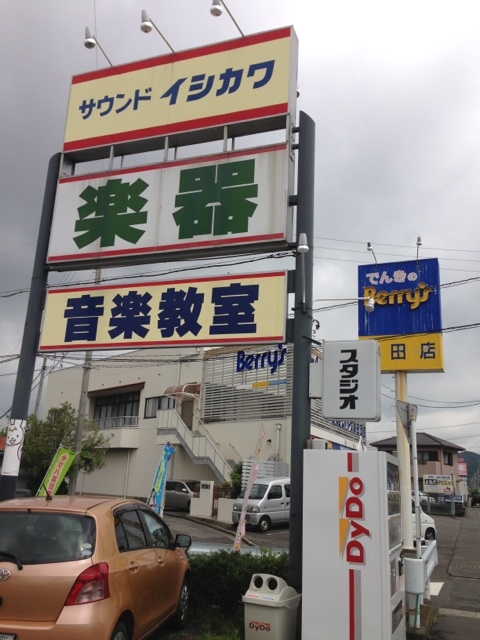 サウンド イシカワ
楽器
音楽教室
でんきの
Berry's
田店
Berry's
スタジオ
DyDo
DyDo